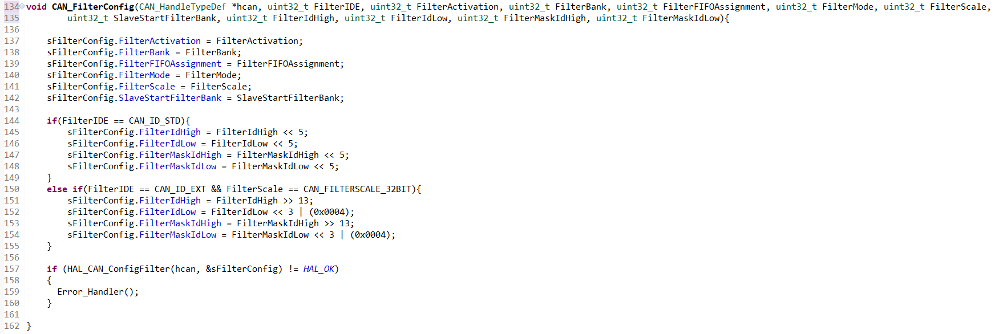 134 void CAN_FilterConfig(CAN_HandleTypeDef *hcan, uint32_t FilterIDE, uint32_t FilterActivation, uint32_t FilterBank, uint32_t FilterFIFOAssignment, uint32_t FilterMode, uint32_t FilterScale,
135         uint32_t SlaveStartFilterBank, uint32_t FilterIdHigh, uint32_t FilterIdLow, uint32_t FilterMaskIdHigh, uint32_t FilterMaskIdLow){
136
137     sFilterConfig.FilterActivation = FilterActivation;
138     sFilterConfig.FilterBank = FilterBank;
139     sFilterConfig.FilterFIFOAssignment = FilterFIFOAssignment;
140     sFilterConfig.FilterMode = FilterMode;
141     sFilterConfig.FilterScale = FilterScale;
142     sFilterConfig.SlaveStartFilterBank = SlaveStartFilterBank;
143
144     if(FilterIDE == CAN_ID_STD){
145         sFilterConfig.FilterIdHigh = FilterIdHigh << 5;
146         sFilterConfig.FilterIdLow = FilterIdLow << 5;
147         sFilterConfig.FilterMaskIdHigh = FilterMaskIdHigh << 5;
148         sFilterConfig.FilterMaskIdLow = FilterMaskIdLow << 5;
149     }
150     else if(FilterIDE == CAN_ID_EXT && FilterScale == CAN_FILTERSCALE_32BIT){
151         sFilterConfig.FilterIdHigh = FilterIdHigh >> 13;
152         sFilterConfig.FilterIdLow = FilterIdLow << 3 | (0x0004);
153         sFilterConfig.FilterMaskIdHigh = FilterMaskIdHigh >> 13;
154         sFilterConfig.FilterMaskIdLow = FilterMaskIdLow << 3 | (0x0004);
155     }
156
157     if (HAL_CAN_ConfigFilter(hcan, &sFilterConfig) != HAL_OK)
158     {
159       Error_Handler();
160     }
161
162 }